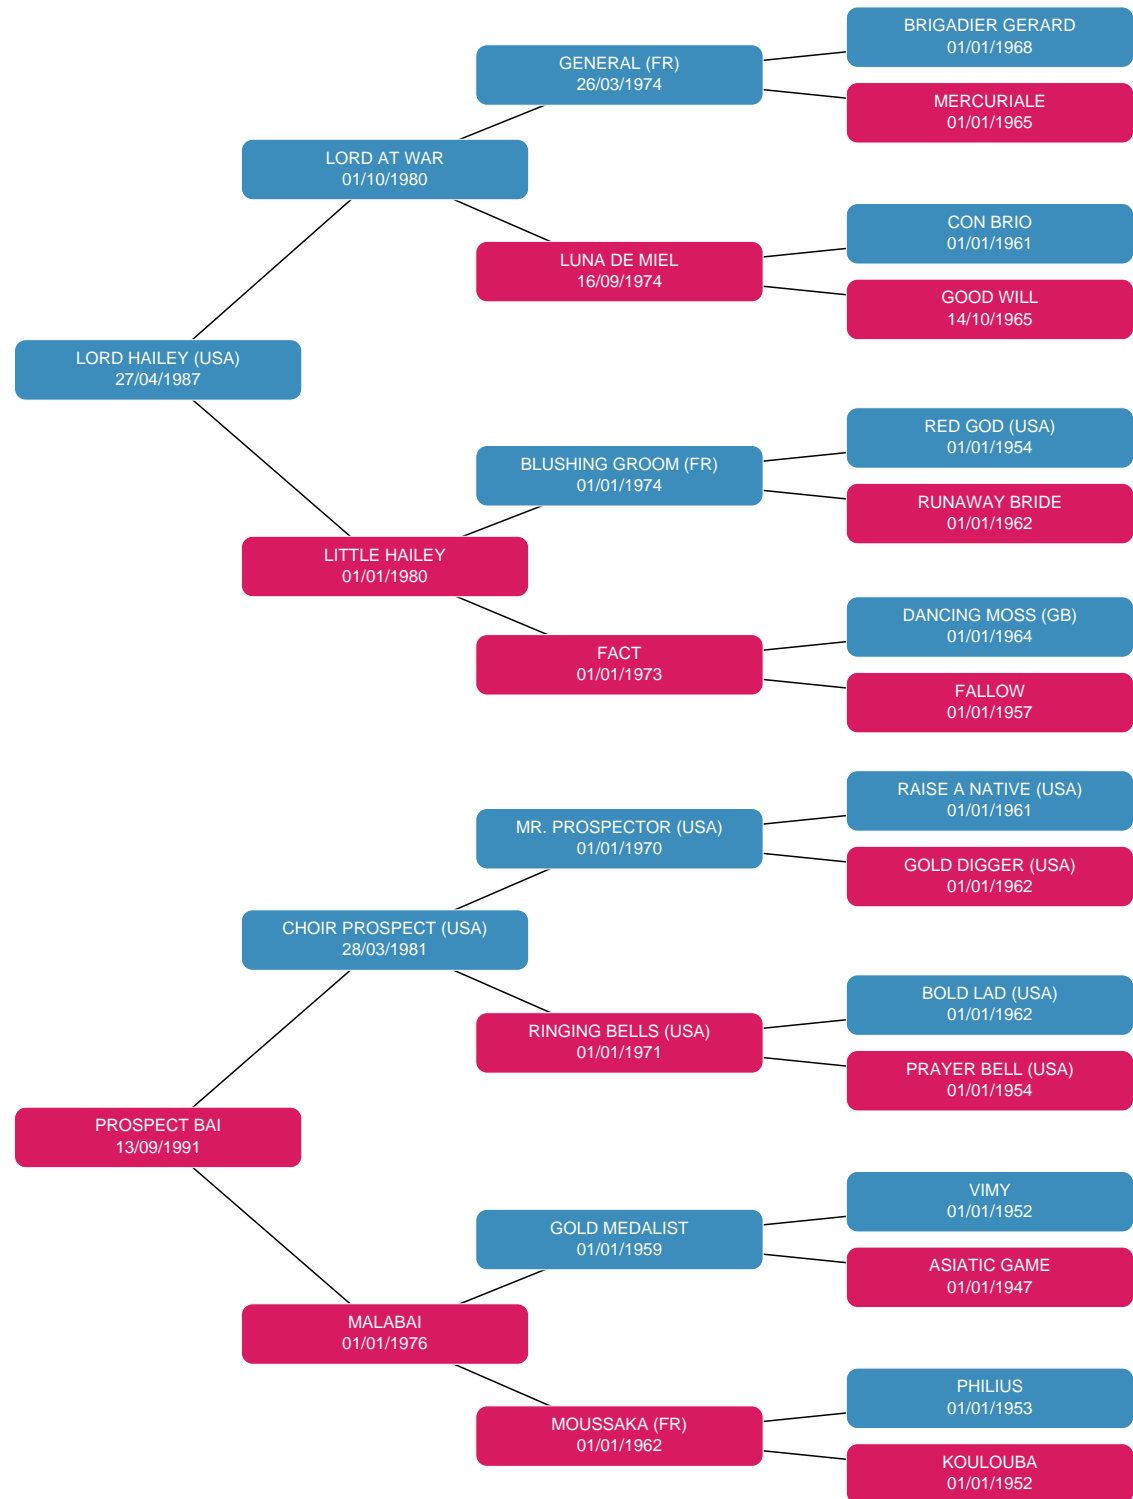 BRIGADIER GERARD
01/01/1968
GENERAL (FR)
26/03/1974
MERCURIALE
01/01/1965
LORD AT WAR
01/10/1980
CON BRIO
01/01/1961
LUNA DE MIEL
16/09/1974
GOOD WILL
14/10/1965
LORD HAILEY (USA)
27/04/1987
RED GOD (USA)
01/01/1954
BLUSHING GROOM (FR)
01/01/1974
RUNAWAY BRIDE
01/01/1962
LITTLE HAILEY
01/01/1980
DANCING MOSS (GB)
01/01/1964
FACT
01/01/1973
FALLOW
01/01/1957
RAISE A NATIVE (USA)
01/01/1961
MR. PROSPECTOR (USA)
01/01/1970
GOLD DIGGER (USA)
01/01/1962
CHOIR PROSPECT (USA)
28/03/1981
BOLD LAD (USA)
01/01/1962
RINGING BELLS (USA)
01/01/1971
PRAYER BELL (USA)
01/01/1954
PROSPECT BAI
13/09/1991
VIMY
01/01/1952
GOLD MEDALIST
01/01/1959
ASIATIC GAME
01/01/1947
MALABAI
01/01/1976
PHILIUS
01/01/1953
MOUSSAKA (FR)
01/01/1962
KOULOUBA
01/01/1952